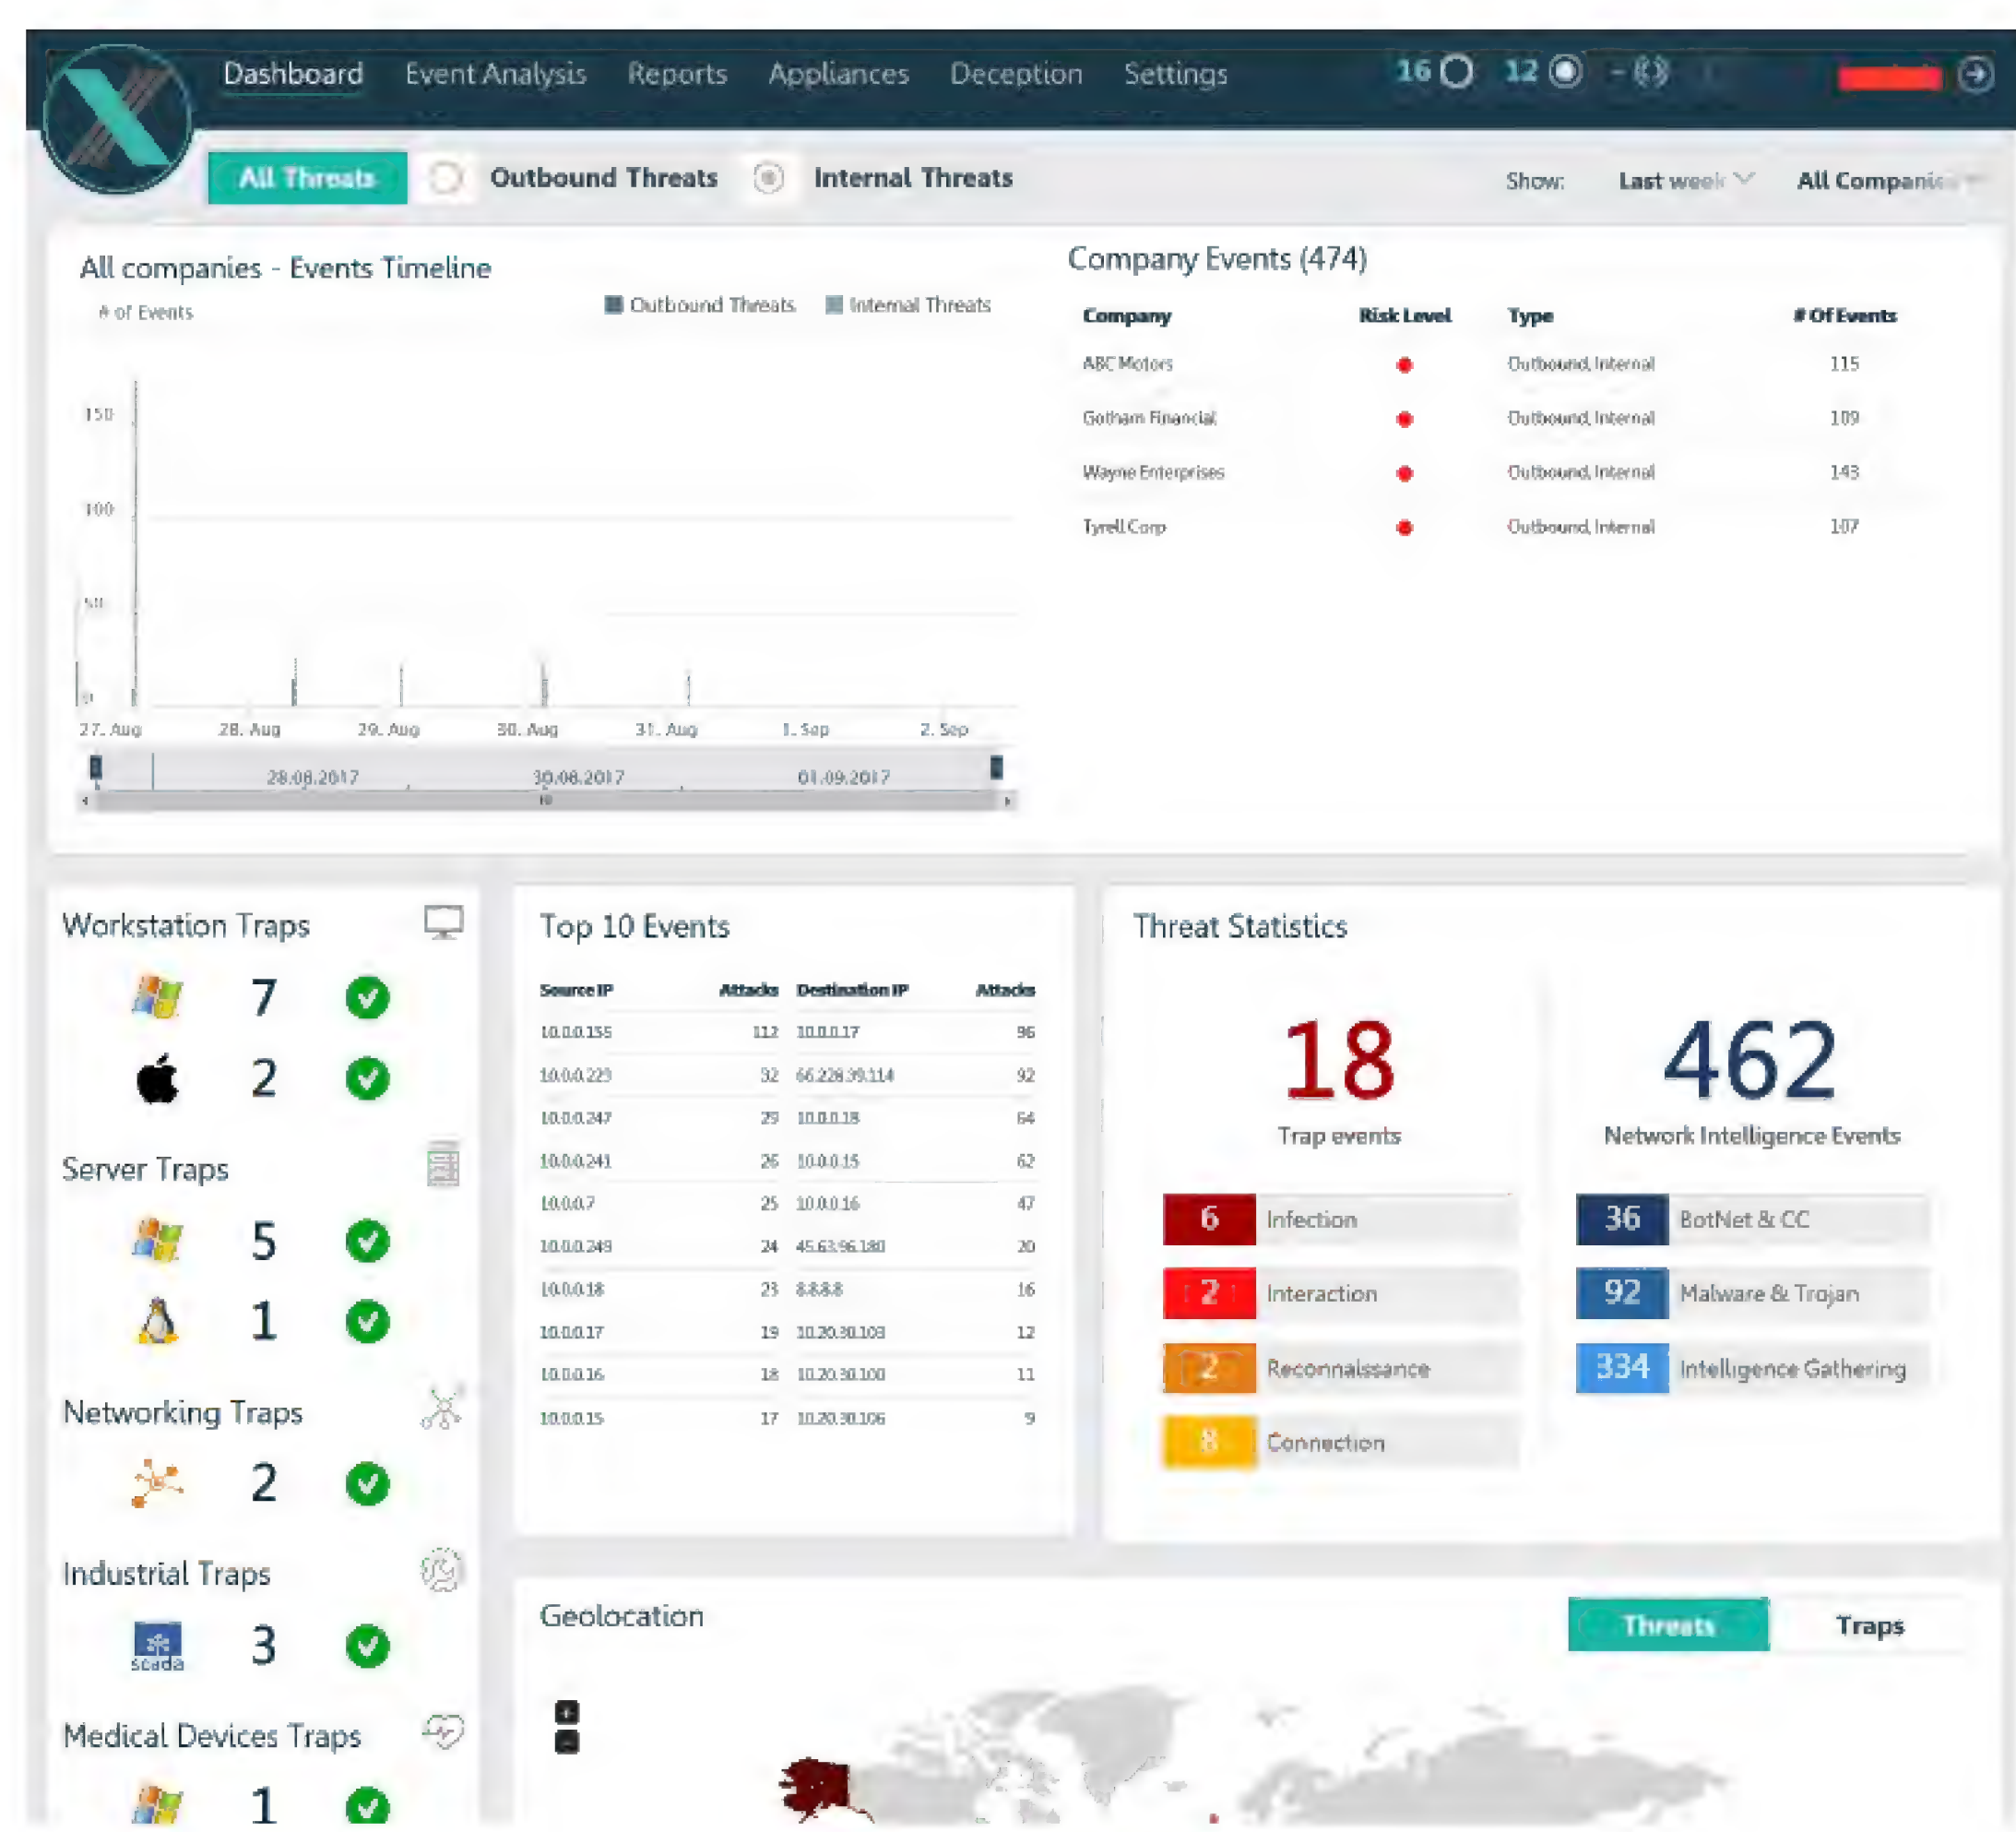 Dashboard Event Analysis Reports Appliances Deception Settings 16 12
All Threats Outbound Threats Internal Threats Show: Last week All Companies
All companies - Events Timeline
# of Events
Outbound Threats Internal Threats
150
100
50
0
27. Aug 28. Aug 29. Aug 30. Aug 31. Aug 1. Sep 2. Sep
28.08.2017 30.08.2017 01.09.2017
Company Events (474)
Company Risk Level Type # Of Events
ABC Motors Outbound, Internal 115
Gotham Financial Outbound, Internal 109
Wayne Enterprises Outbound, Internal 143
Tyrell Corp Outbound, Internal 107
Workstation Traps
7
2
Server Traps
5
1
Networking Traps
2
Industrial Traps
scada 3
Medical Devices Traps
1
Top 10 Events
Source IP Attacks Destination IP Attacks
10.0.0.155 112 10.0.0.17 96
10.0.0.229 32 66.228.39.114 92
10.0.0.247 29 10.0.0.18 64
10.0.0.241 26 10.0.0.15 62
10.0.0.7 25 10.0.0.16 47
10.0.0.249 24 45.63.96.180 20
10.0.0.18 23 8.8.8.8 16
10.0.0.17 19 10.20.30.103 12
10.0.0.16 18 10.20.30.100 11
10.0.0.15 17 10.20.30.106 9
Threat Statistics
18
Trap events
6 Infection
2 Interaction
2 Reconnaissance
8 Connection
462
Network Intelligence Events
36 BotNet & CC
92 Malware & Trojan
334 Intelligence Gathering
Geolocation
Threats Traps